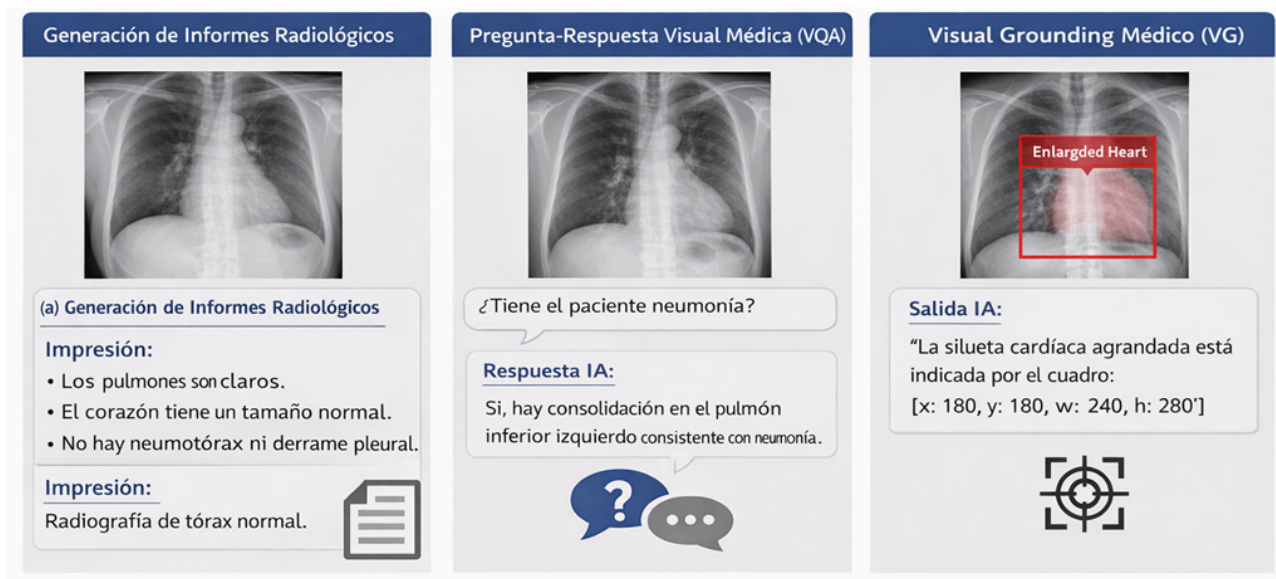 Generación de Informes Radiológicos
(a) Generación de Informes Radiológicos
Impresión:
• Los pulmones son claros.
• El corazón tiene un tamaño normal.
• No hay neumotórax ni derrame pleural.
Impresión:
Radiografía de tórax normal.
Pregunta-Respuesta Visual Médica (VQA)
¿Tiene el paciente neumonía?
Respuesta IA:
Si, hay consolidación en el pulmón
inferior izquierdo consistente con neumonía.
?
Visual Grounding Médico (VG)
Enlargded Heart
Salida IA:
“La silueta cardíaca agrandada está
indicada por el cuadro:
[x: 180, y: 180, w: 240, h: 280’]